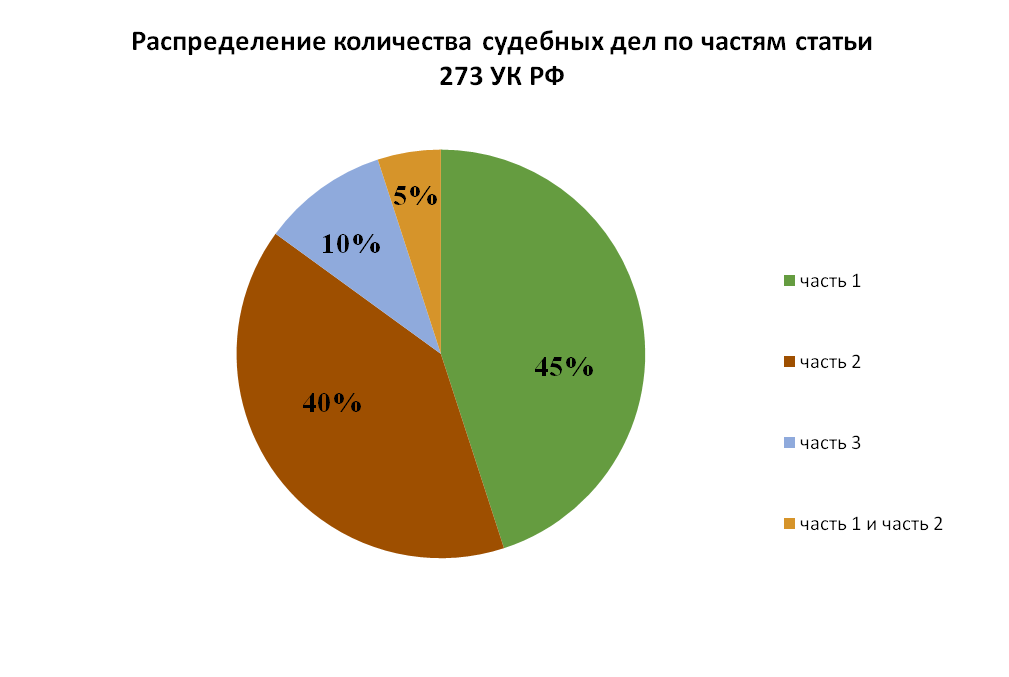 Распределение количества судебных дел по частям статьи
273 УК РФ
5%
10%
45%
40%
часть 1
часть 2
часть 3
часть 1 и часть 2